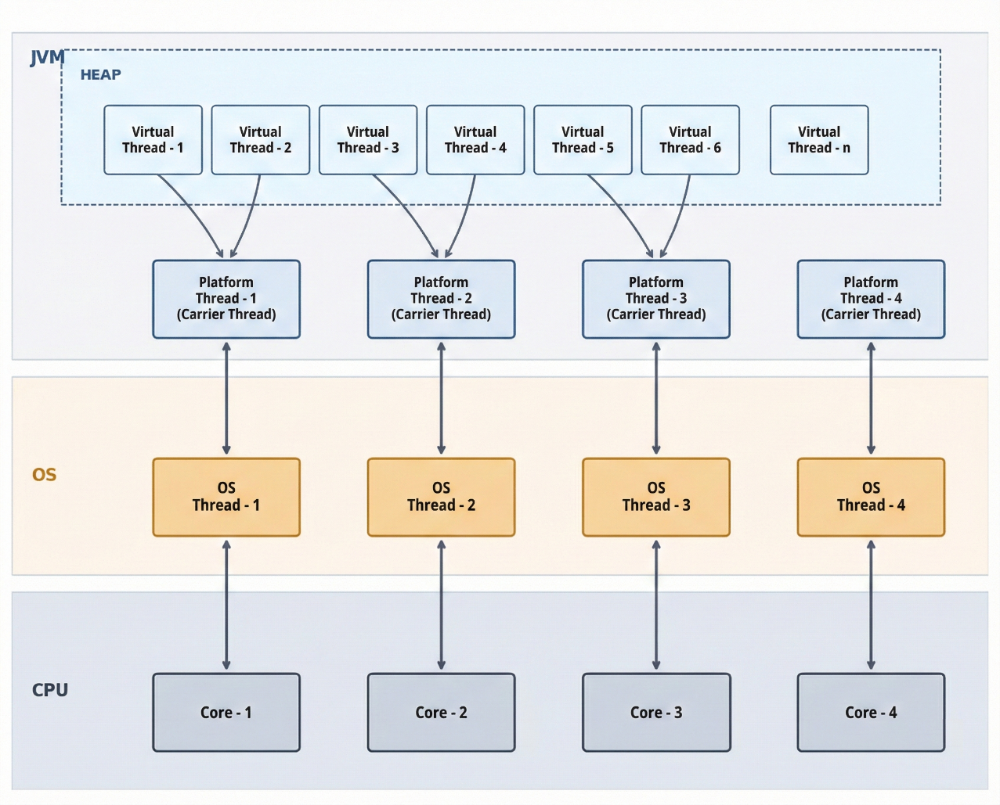 JVM
HEAP
Virtual
Thread - 1
Virtual
Thread - 2
Virtual
Thread - 3
Virtual
Thread - 4
Virtual
Thread - 5
Virtual
Thread - 6
Virtual
Thread - n
Platform
Thread - 1
(Carrier Thread)
Platform
Thread - 2
(Carrier Thread)
Platform
Thread - 3
(Carrier Thread)
Platform
Thread - 4
(Carrier Thread)
OS
OS
Thread - 1
OS
Thread - 2
OS
Thread - 3
OS
Thread - 4
CPU
Core - 1
Core - 2
Core - 3
Core - 4